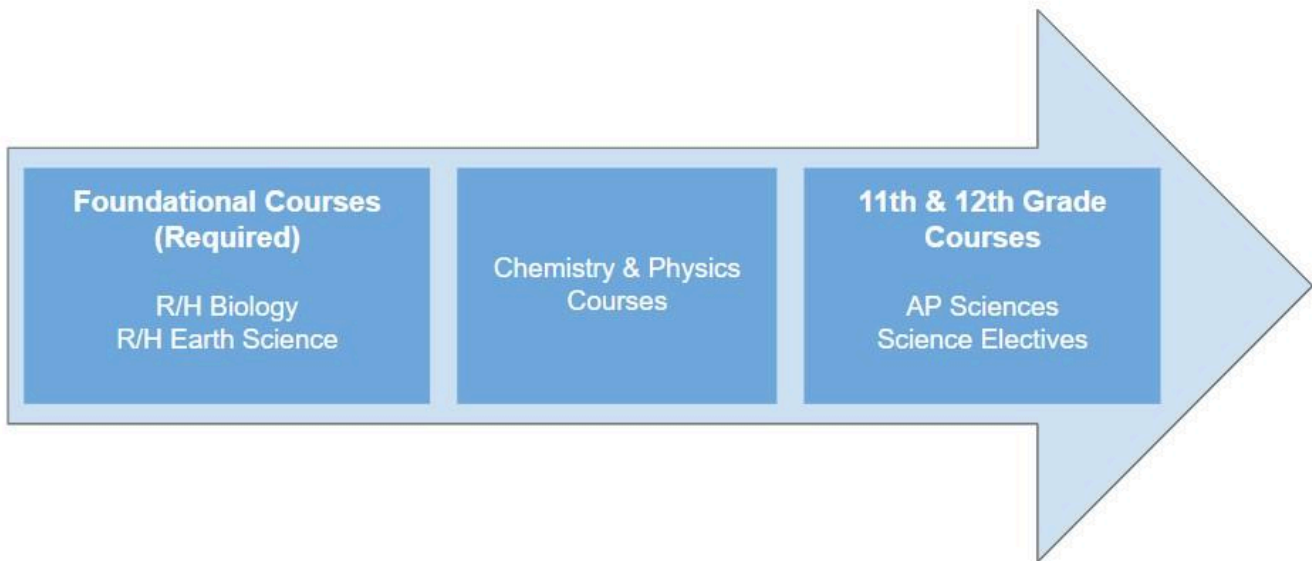 Foundational Courses
(Required)
R/H Biology
R/H Earth Science
Chemistry & Physics
Courses
11th & 12th Grade
Courses
AP Sciences
Science Electives